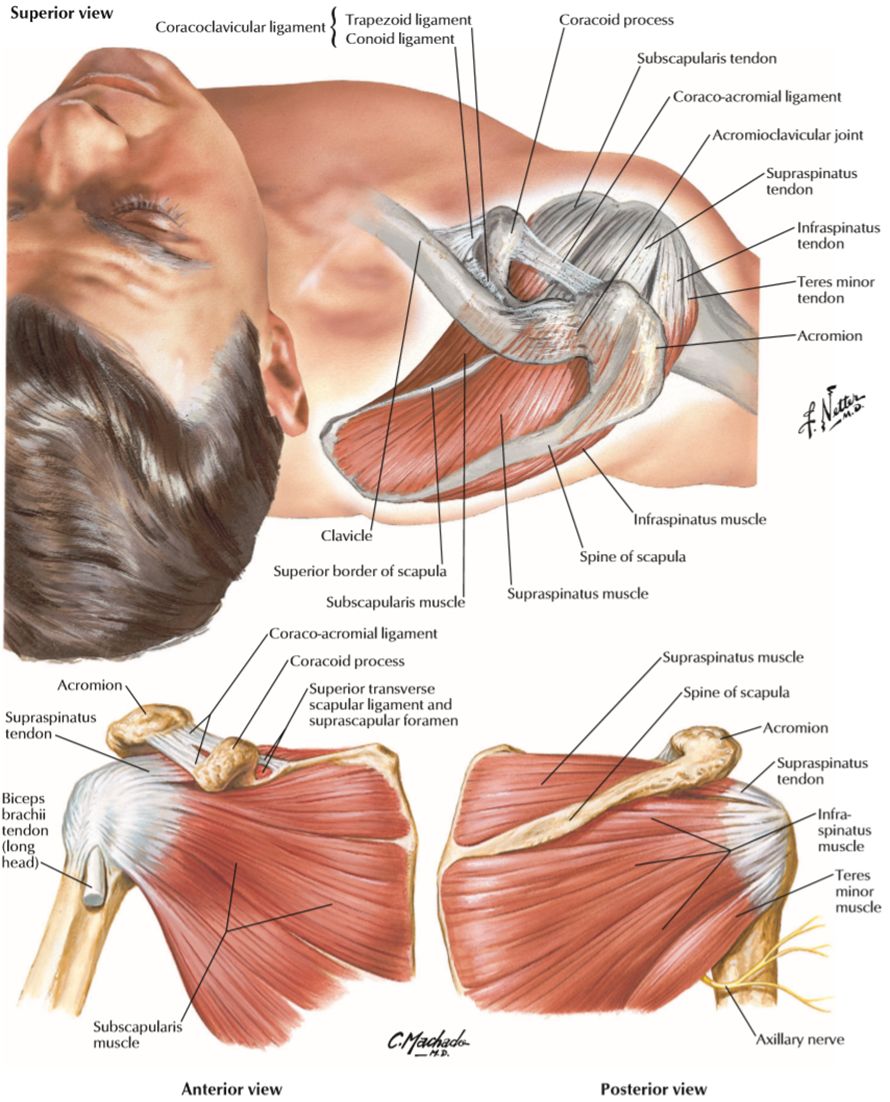 Superior view
Coracoclavicular ligament { Trapezoid ligament
Conoid ligament
Coracoid process
Subscapularis tendon
Coraco-acromial ligament
Acromioclavicular joint
Supraspinatus
tendon
Infraspinatus
tendon
Teres minor
tendon
Acromion
F. Netter
M.D.
Infraspinatus muscle
Clavicle
Spine of scapula
Superior border of scapula
Supraspinatus muscle
Subscapularis muscle
Coraco-acromial ligament
Coracoid process
Acromion
Superior transverse
scapular ligament and
suprascapular foramen
Supraspinatus
tendon
Biceps
brachii
tendon
(long
head)
Subscapularis
muscle
Anterior view
C. Machado
M.D.
Supraspinatus muscle
Spine of scapula
Acromion
Supraspinatus
tendon
Infra-
spinatus
muscle
Teres
minor
muscle
Axillary nerve
Posterior view